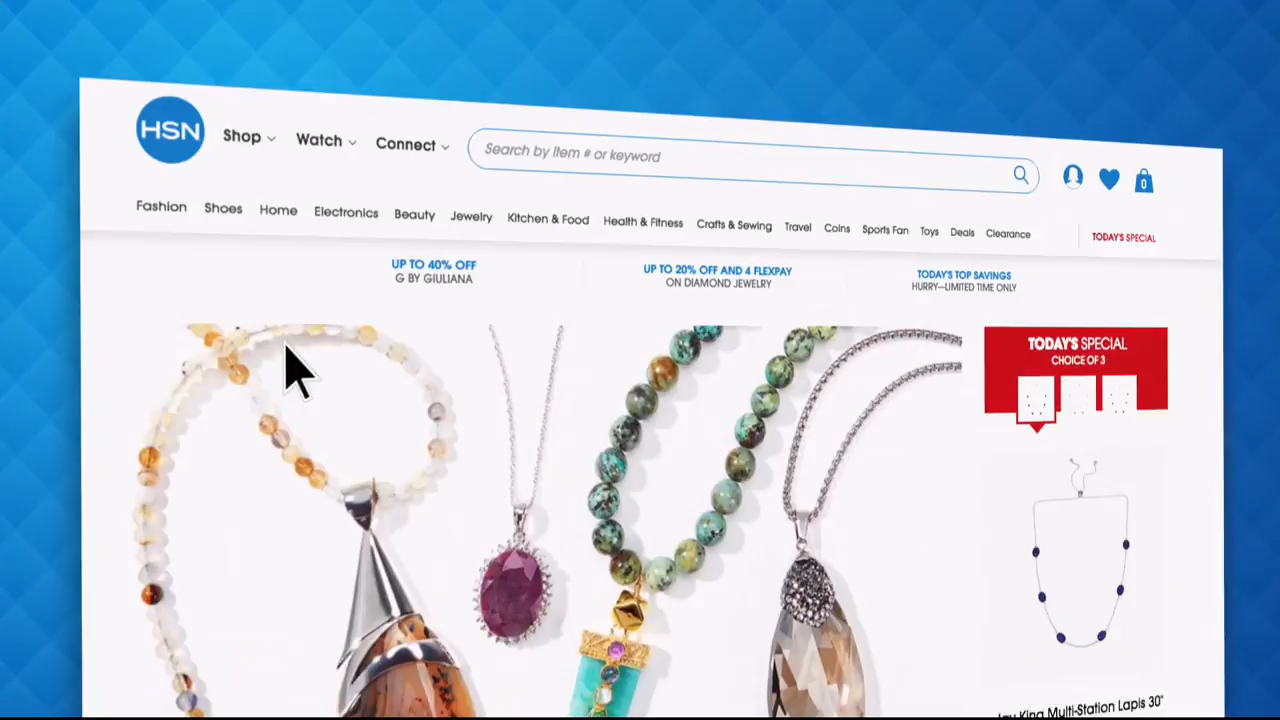 HSN
Shop Watch Connect
Search by item # or keyword
0
Fashion Shoes Home Electronics Beauty Jewelry Kitchen & Food Health & Fitness Crafts & Sewing Travel Coins Sports Fan Toys Deals Clearance TODAY'S SPECIAL
UP TO 40% OFF
G BY GIULIANA
UP TO 20% OFF AND 4 FLEXPAY
ON DIAMOND JEWELRY
TODAY'S TOP SAVINGS
HURRY—LIMITED TIME ONLY
TODAY'S SPECIAL
CHOICE OF 3
King Multi-Station Lapis 30"